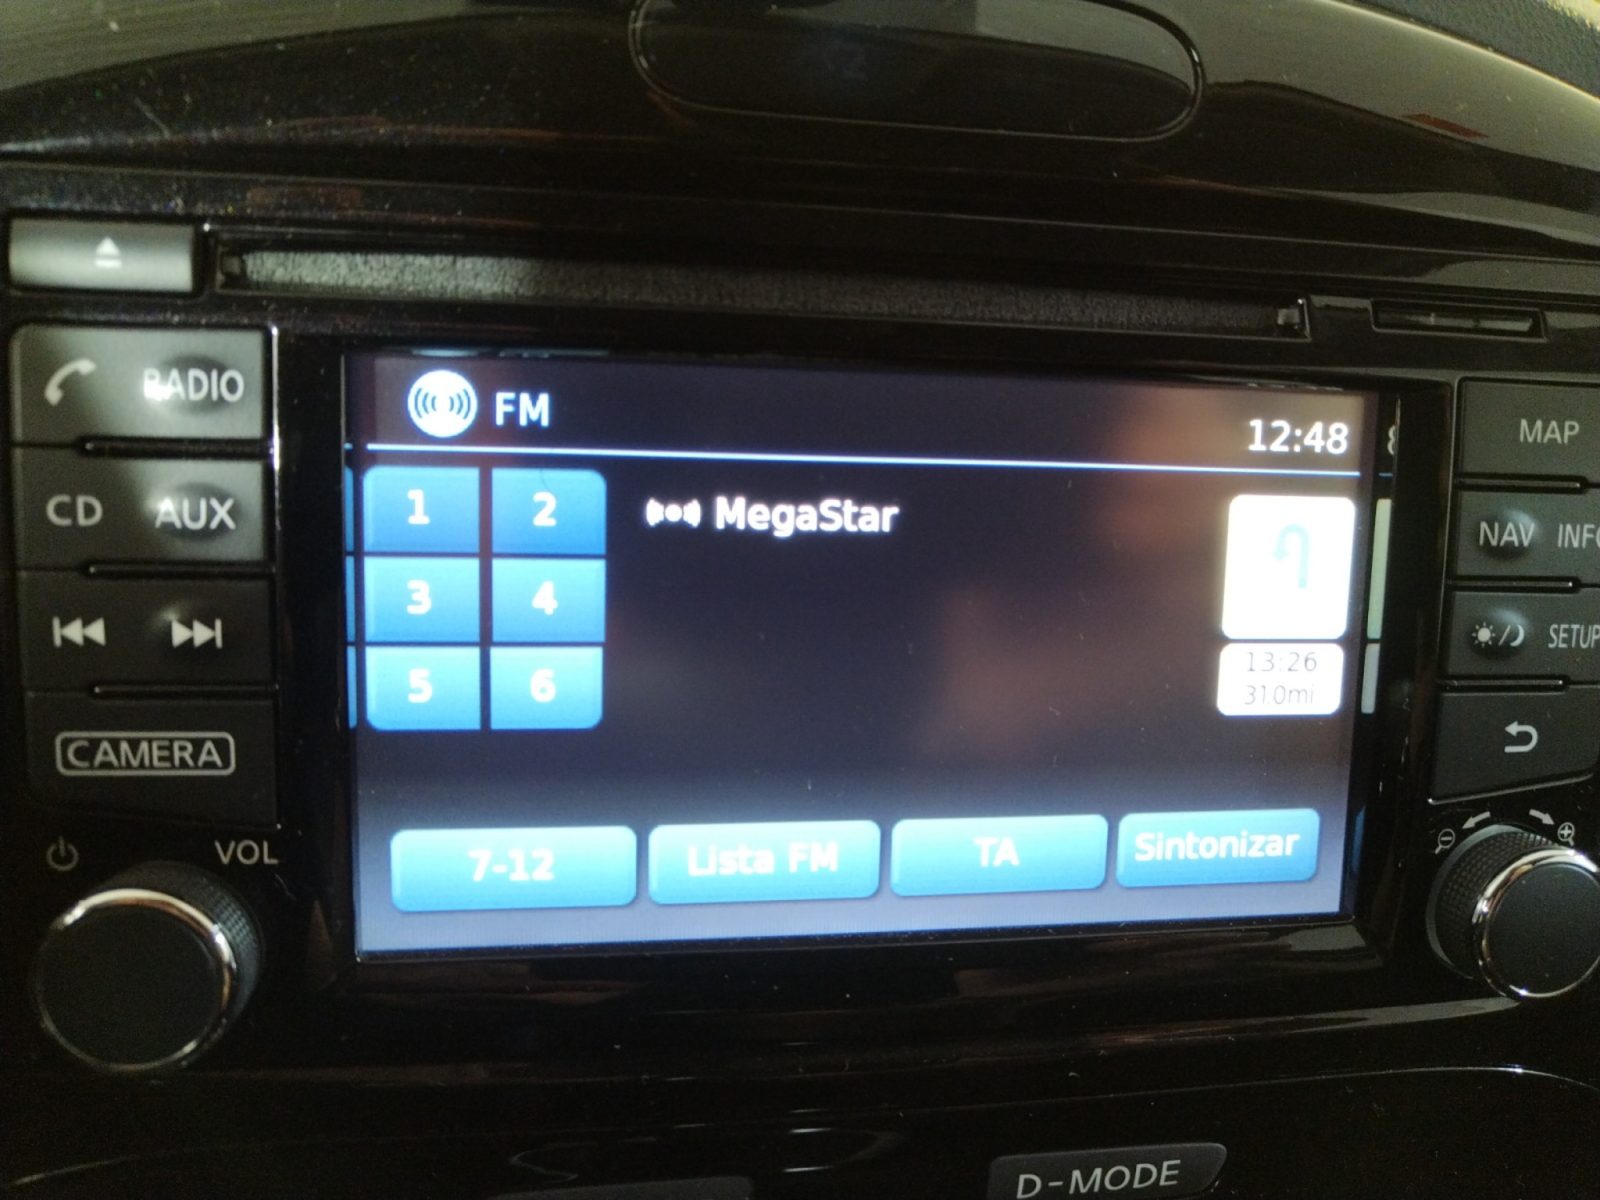 RADIO
FM
12:48
MAP
CD AUX
1 2
MegaStar
NAV INFO
3 4
SETUP
5 6
13:26
31.0mi
CAMERA
VOL
7-12 Lista FM TA Sintonizar
D-MODE